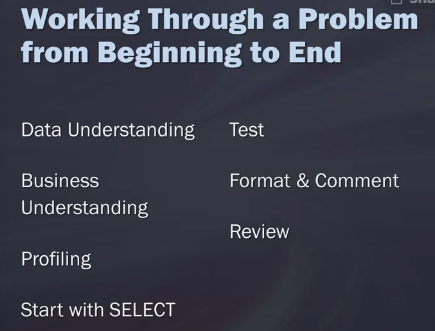 Working Through a Problem
from Beginning to End
Data Understanding
Business
Understanding
Profiling
Start with SELECT
Test
Format & Comment
Review